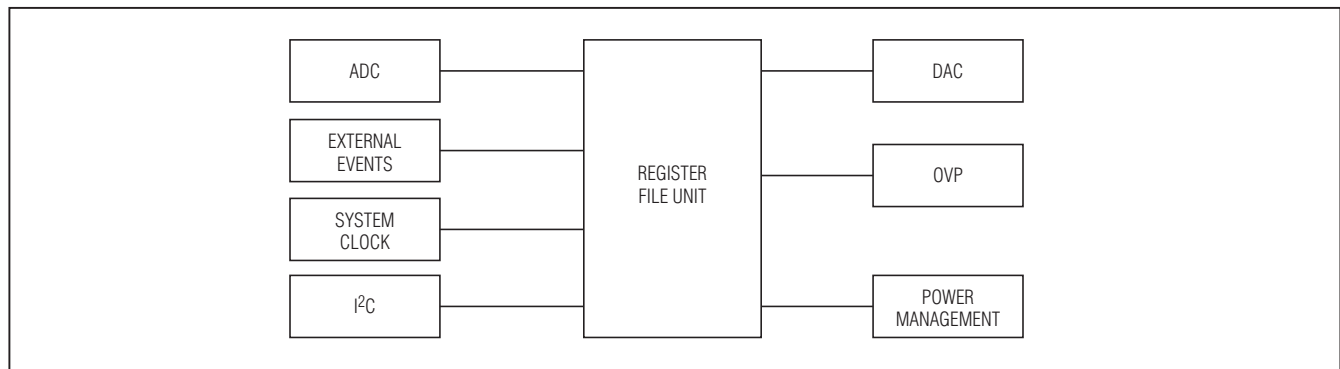 ADC
EXTERNAL
EVENTS
SYSTEM
CLOCK
I²C
REGISTER
FILE UNIT
DAC
OVP
POWER
MANAGEMENT